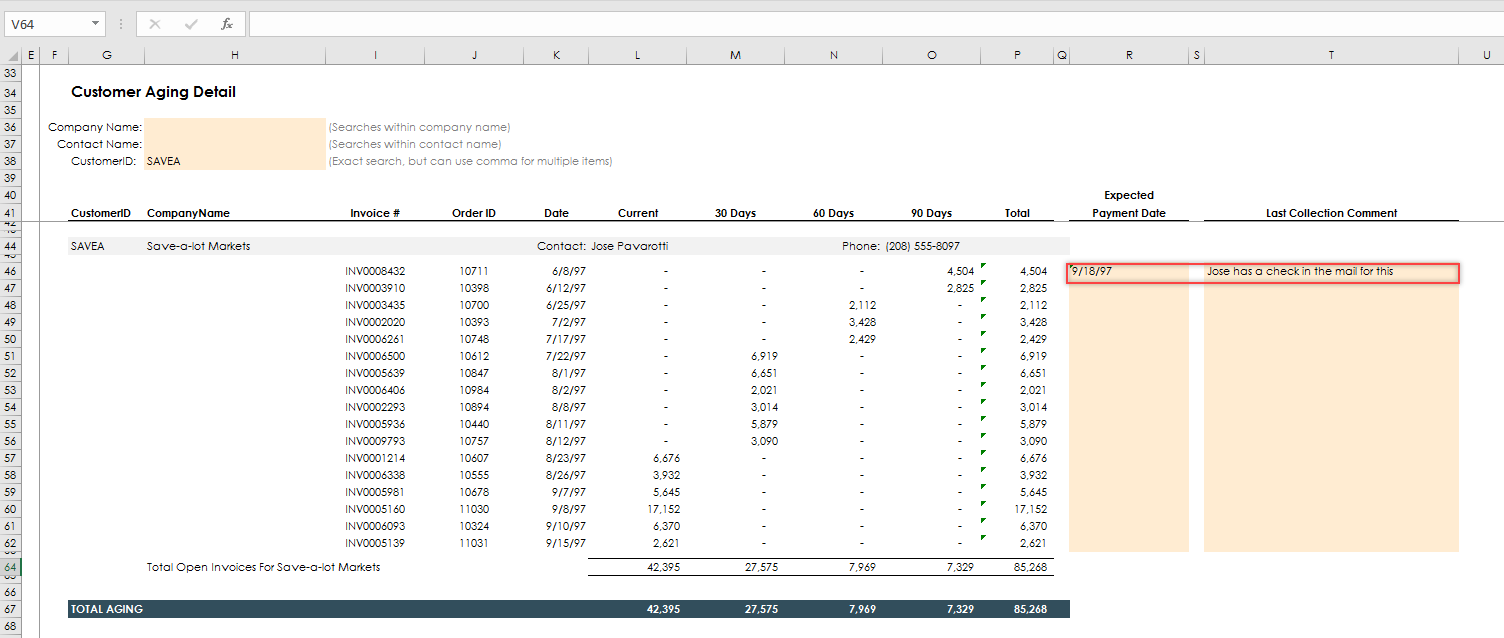 V64 fx
E F G H I J K L M N O P Q R S T U
33
34 Customer Aging Detail
35
36 Company Name: (Searches within company name)
37 Contact Name: (Searches within contact name)
38 CustomerID: SAVEA (Exact search, but can use comma for multiple items)
39
40 Expected
41 CustomerID CompanyName Invoice # Order ID Date Current 30 Days 60 Days 90 Days Total Payment Date Last Collection Comment
42
44 SAVEA Save-a-lot Markets Contact: Jose Pavarotti Phone: (208) 555-8097
46 INV0008432 10711 6/8/97 - - - 4,504 4,504 9/18/97 Jose has a check in the mail for this
47 INV0003910 10398 6/12/97 - - - 2,825 2,825
48 INV0003435 10700 6/25/97 - - 2,112 - 2,112
49 INV0002020 10393 7/2/97 - - 3,428 - 3,428
50 INV0006261 10748 7/17/97 - - 2,429 - 2,429
51 INV0006500 10612 7/22/97 - 6,919 - - 6,919
52 INV0005639 10847 8/1/97 - 6,651 - - 6,651
53 INV0006406 10984 8/2/97 - 2,021 - - 2,021
54 INV0002293 10894 8/8/97 - 3,014 - - 3,014
55 INV0005936 10440 8/11/97 - 5,879 - - 5,879
56 INV0009793 10757 8/12/97 - 3,090 - - 3,090
57 INV0001214 10607 8/23/97 6,676 - - - 6,676
58 INV0006338 10555 8/26/97 3,932 - - - 3,932
59 INV0005981 10678 9/7/97 5,645 - - - 5,645
60 INV0005160 11030 9/8/97 17,152 - - - 17,152
61 INV0006093 10324 9/10/97 6,370 - - - 6,370
62 INV0005139 11031 9/15/97 2,621 - - - 2,621
64 Total Open Invoices For Save-a-lot Markets 42,395 27,575 7,969 7,329 85,268
66
67 TOTAL AGING 42,395 27,575 7,969 7,329 85,268
68